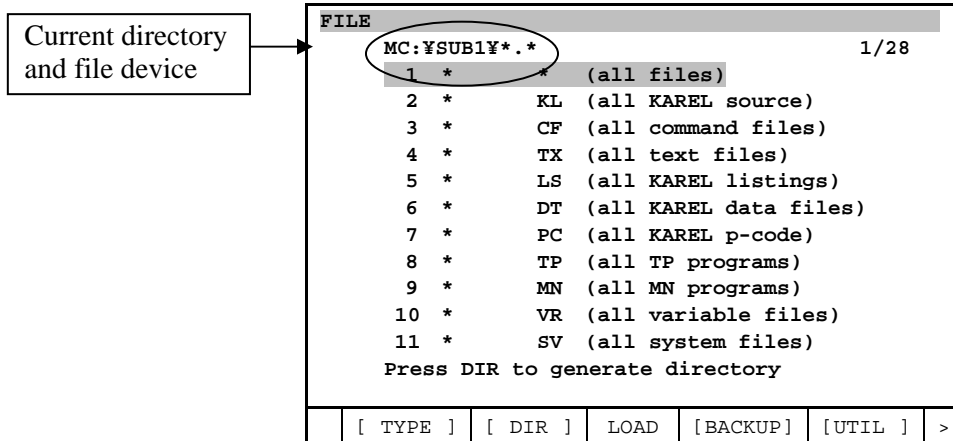 Current directory
and file device
FILE
MC:¥SUB1¥*.* 1/28
1 * * (all files)
2 * KL (all KAREL source)
3 * CF (all command files)
4 * TX (all text files)
5 * LS (all KAREL listings)
6 * DT (all KAREL data files)
7 * PC (all KAREL p-code)
8 * TP (all TP programs)
9 * MN (all MN programs)
10 * VR (all variable files)
11 * SV (all system files)
Press DIR to generate directory
[ TYPE ] [ DIR ] LOAD [BACKUP] [UTIL ] >